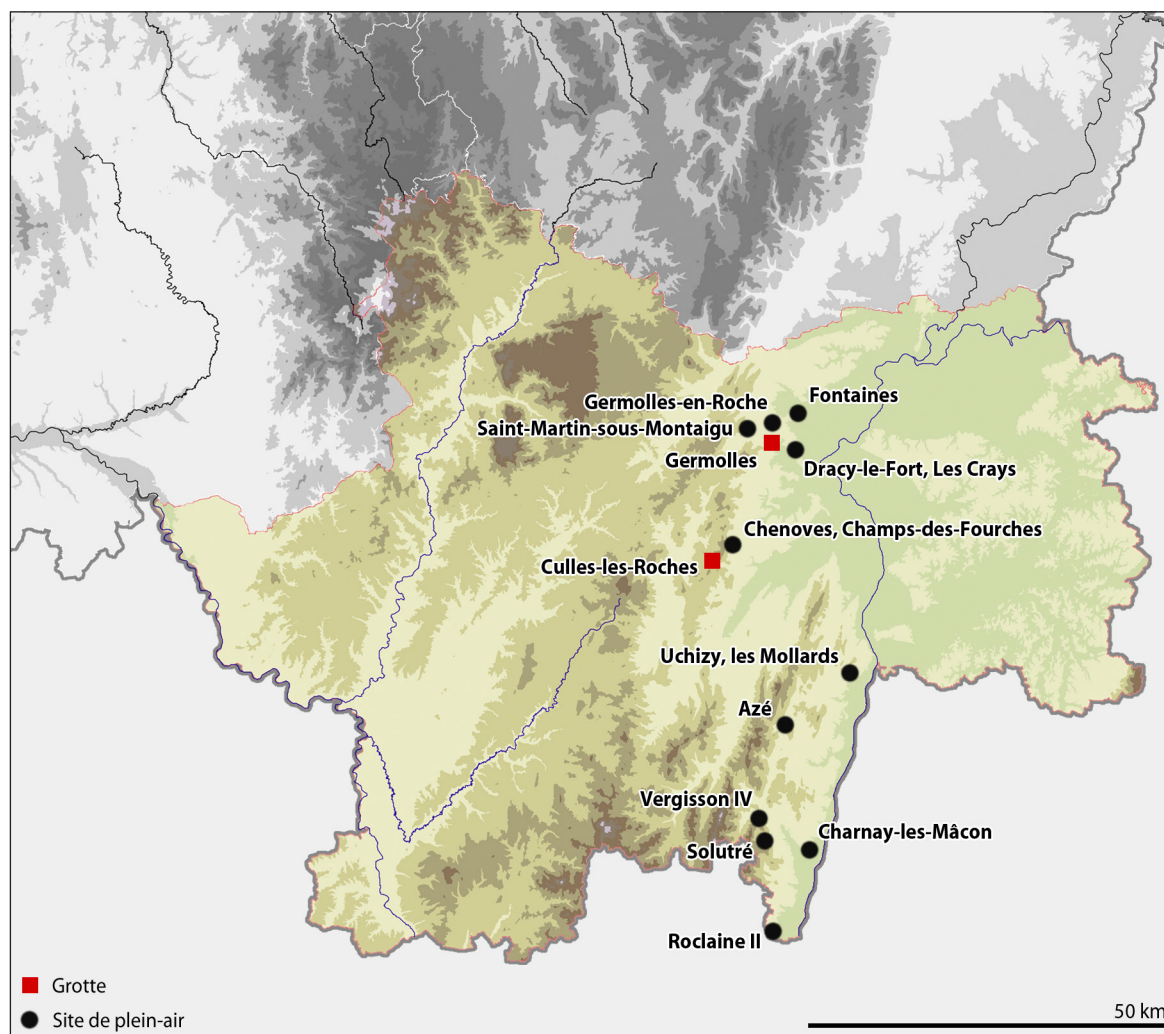 Germolles-en-Roche
Fontaines
Saint-Martin-sous-Montaigu
Germolles
Dracy-le-Fort, Les Crays
Chenoves, Champs-des-Fourches
Culles-les-Roches
Uchizy, les Mollards
Azé
Vergisson IV
Charnay-les-Mâcon
Solutré
Roclaine II
Grotte
Site de plein-air
50 km